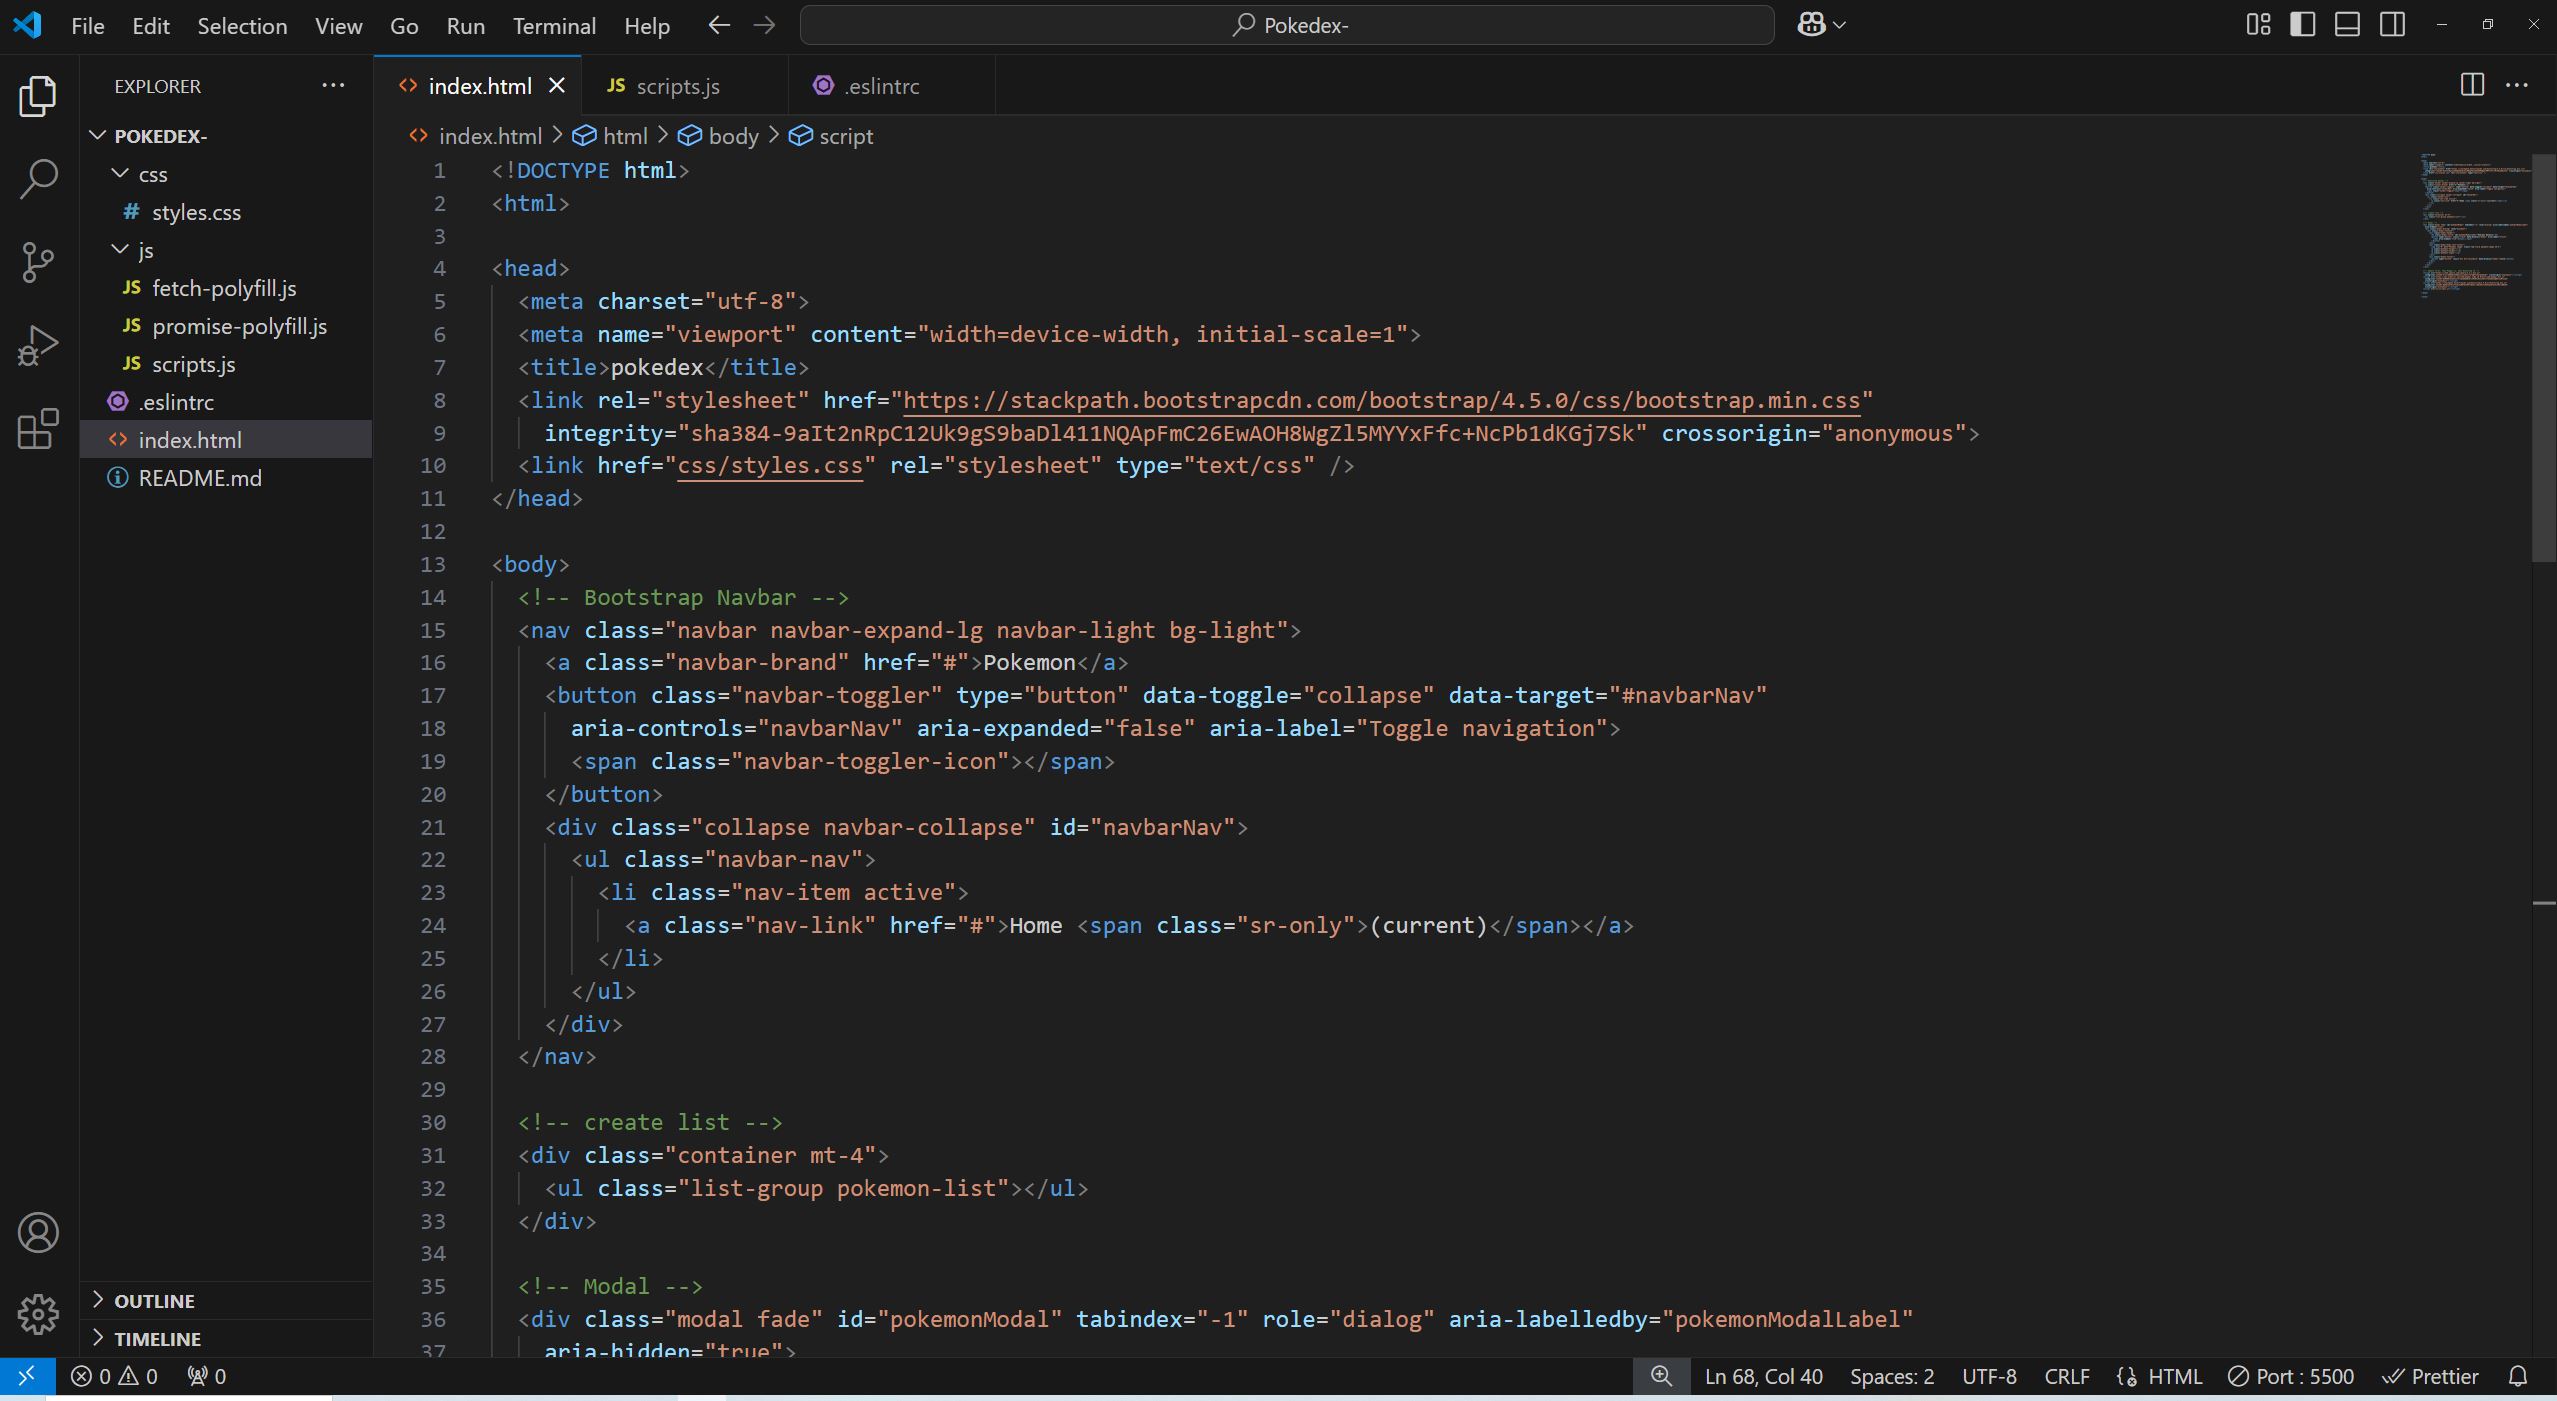 File Edit Selection View Go Run Terminal Help Pokedex-
EXPLORER
POKEDEX-
css
# styles.css
js
JS fetch-polyfill.js
JS promise-polyfill.js
JS scripts.js
.eslintrc
<> index.html
README.md
OUTLINE
TIMELINE
<> index.html
JS scripts.js
.eslintrc
<> index.html > html > body > script
1 <!DOCTYPE html>
2 <html>
3
4 <head>
5 <meta charset="utf-8">
6 <meta name="viewport" content="width=device-width, initial-scale=1">
7 <title>pokedex</title>
8 <link rel="stylesheet" href="https://stackpath.bootstrapcdn.com/bootstrap/4.5.0/css/bootstrap.min.css"
9 integrity="sha384-9aIt2nRpC12Uk9gS9baDl411NQApFmC26EwAOH8WgZl5MYYxFfc+NcPb1dKGj7Sk" crossorigin="anonymous">
10 <link href="css/styles.css" rel="stylesheet" type="text/css" />
11 </head>
12
13 <body>
14 <!-- Bootstrap Navbar -->
15 <nav class="navbar navbar-expand-lg navbar-light bg-light">
16 <a class="navbar-brand" href="#">Pokemon</a>
17 <button class="navbar-toggler" type="button" data-toggle="collapse" data-target="#navbarNav"
18 aria-controls="navbarNav" aria-expanded="false" aria-label="Toggle navigation">
19 <span class="navbar-toggler-icon"></span>
20 </button>
21 <div class="collapse navbar-collapse" id="navbarNav">
22 <ul class="navbar-nav">
23 <li class="nav-item active">
24 <a class="nav-link" href="#">Home <span class="sr-only">(current)</span></a>
25 </li>
26 </ul>
27 </div>
28 </nav>
29
30 <!-- create list -->
31 <div class="container mt-4">
32 <ul class="list-group pokemon-list"></ul>
33 </div>
34
35 <!-- Modal -->
36 <div class="modal fade" id="pokemonModal" tabindex="-1" role="dialog" aria-labelledby="pokemonModalLabel"
37 aria-hidden="true">
0 0 0 Ln 68, Col 40 Spaces: 2 UTF-8 CRLF HTML Port : 5500 Prettier